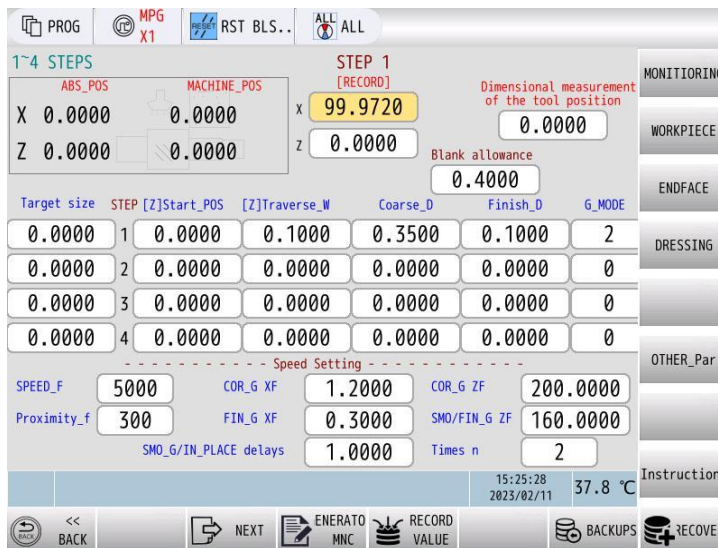 PROG MPG X1 RESET RST BLS.. ALL ALL
1~4 STEPS
STEP 1
[RECORD]
ABS_POS MACHINE_POS
X 0.0000 0.0000
Z 0.0000 0.0000
X 99.9720
Z 0.0000
Dimensional measurement
of the tool position
0.0000
Blank allowance
0.4000
Target size STEP [Z]Start_POS [Z]Traverse_W Coarse_D Finish_D G_MODE
0.0000 1 0.0000 0.1000 0.3500 0.1000 2
0.0000 2 0.0000 0.0000 0.0000 0.0000 0
0.0000 3 0.0000 0.0000 0.0000 0.0000 0
0.0000 4 0.0000 0.0000 0.0000 0.0000 0
- - - - - - - - - - - Speed Setting - - - - - - - - - - - -
SPEED_F 5000 COR_G XF 1.2000 COR_G ZF 200.0000
Proximity_f 300 FIN_G XF 0.3000 SMO/FIN_G ZF 160.0000
SMO_G/IN_PLACE delays 1.0000 Times n 2
15:25:28
2023/02/11
37.8 ℃
MONITIORING
WORKPIECE
ENDFACE
DRESSING
OTHER_Par
Instruction
BACK << BACK
NEXT
ENERATO
MNC
RECORD
VALUE
BACKUPS
RECOVE